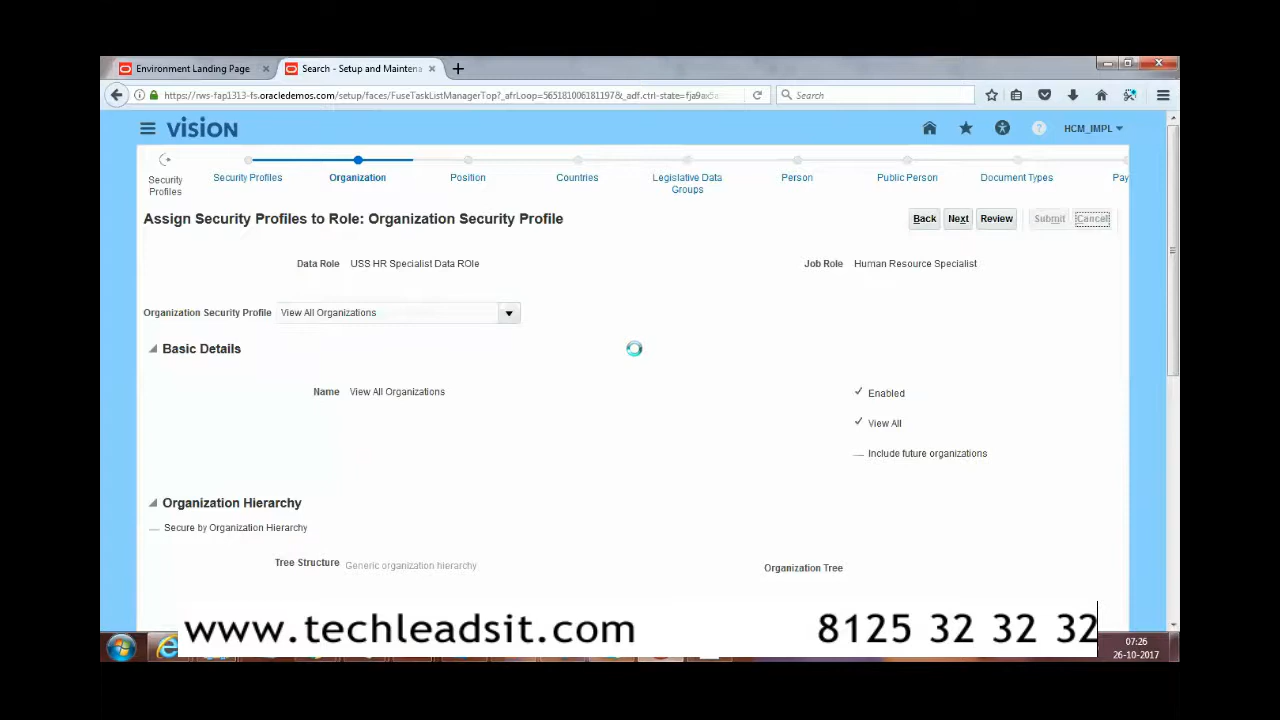 Environment Landing Page
Search - Setup and Maintena
https://rws-fap1313-fs.oracledemos.com/setup/faces/FuseTaskListManagerTop?_afrLoop=5651810061811978&_adf.ctrl-state=fja9
Search
VISION
HCM_IMPL
Security Profiles
Security Profiles
Organization
Position
Countries
Legislative Data Groups
Person
Public Person
Document Types
Pay
Assign Security Profiles to Role: Organization Security Profile
Back Next Review Submit Cancel
Data Role USS HR Specialist Data ROle
Job Role Human Resource Specialist
Organization Security Profile View All Organizations
Basic Details
Name View All Organizations
Enabled
View All
Include future organizations
Organization Hierarchy
Secure by Organization Hierarchy
Tree Structure Generic organization hierarchy
Organization Tree
www.techleadsit.com 8125 32 32 32
07:26
26-10-2017